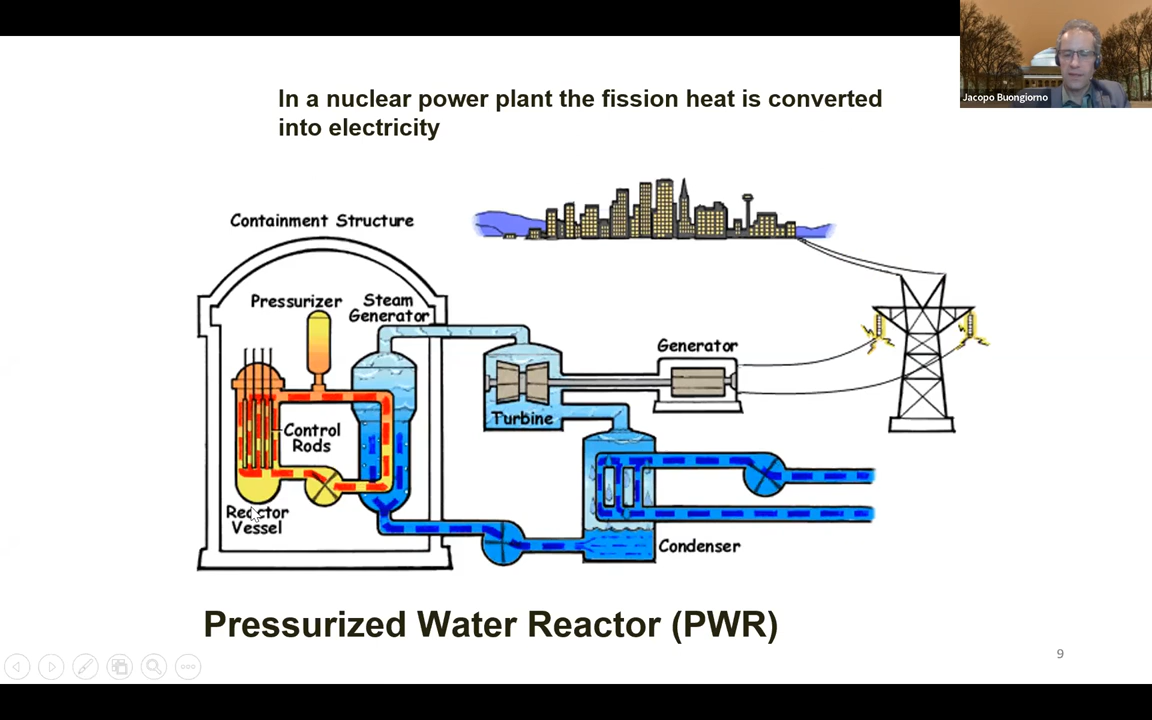 In a nuclear power plant the fission heat is converted
into electricity
Jacopo Buongiorno
Containment Structure
Pressurizer
Steam
Generator
Generator
Turbine
Control
Rods
Reactor
Vessel
Condenser
Pressurized Water Reactor (PWR)
9